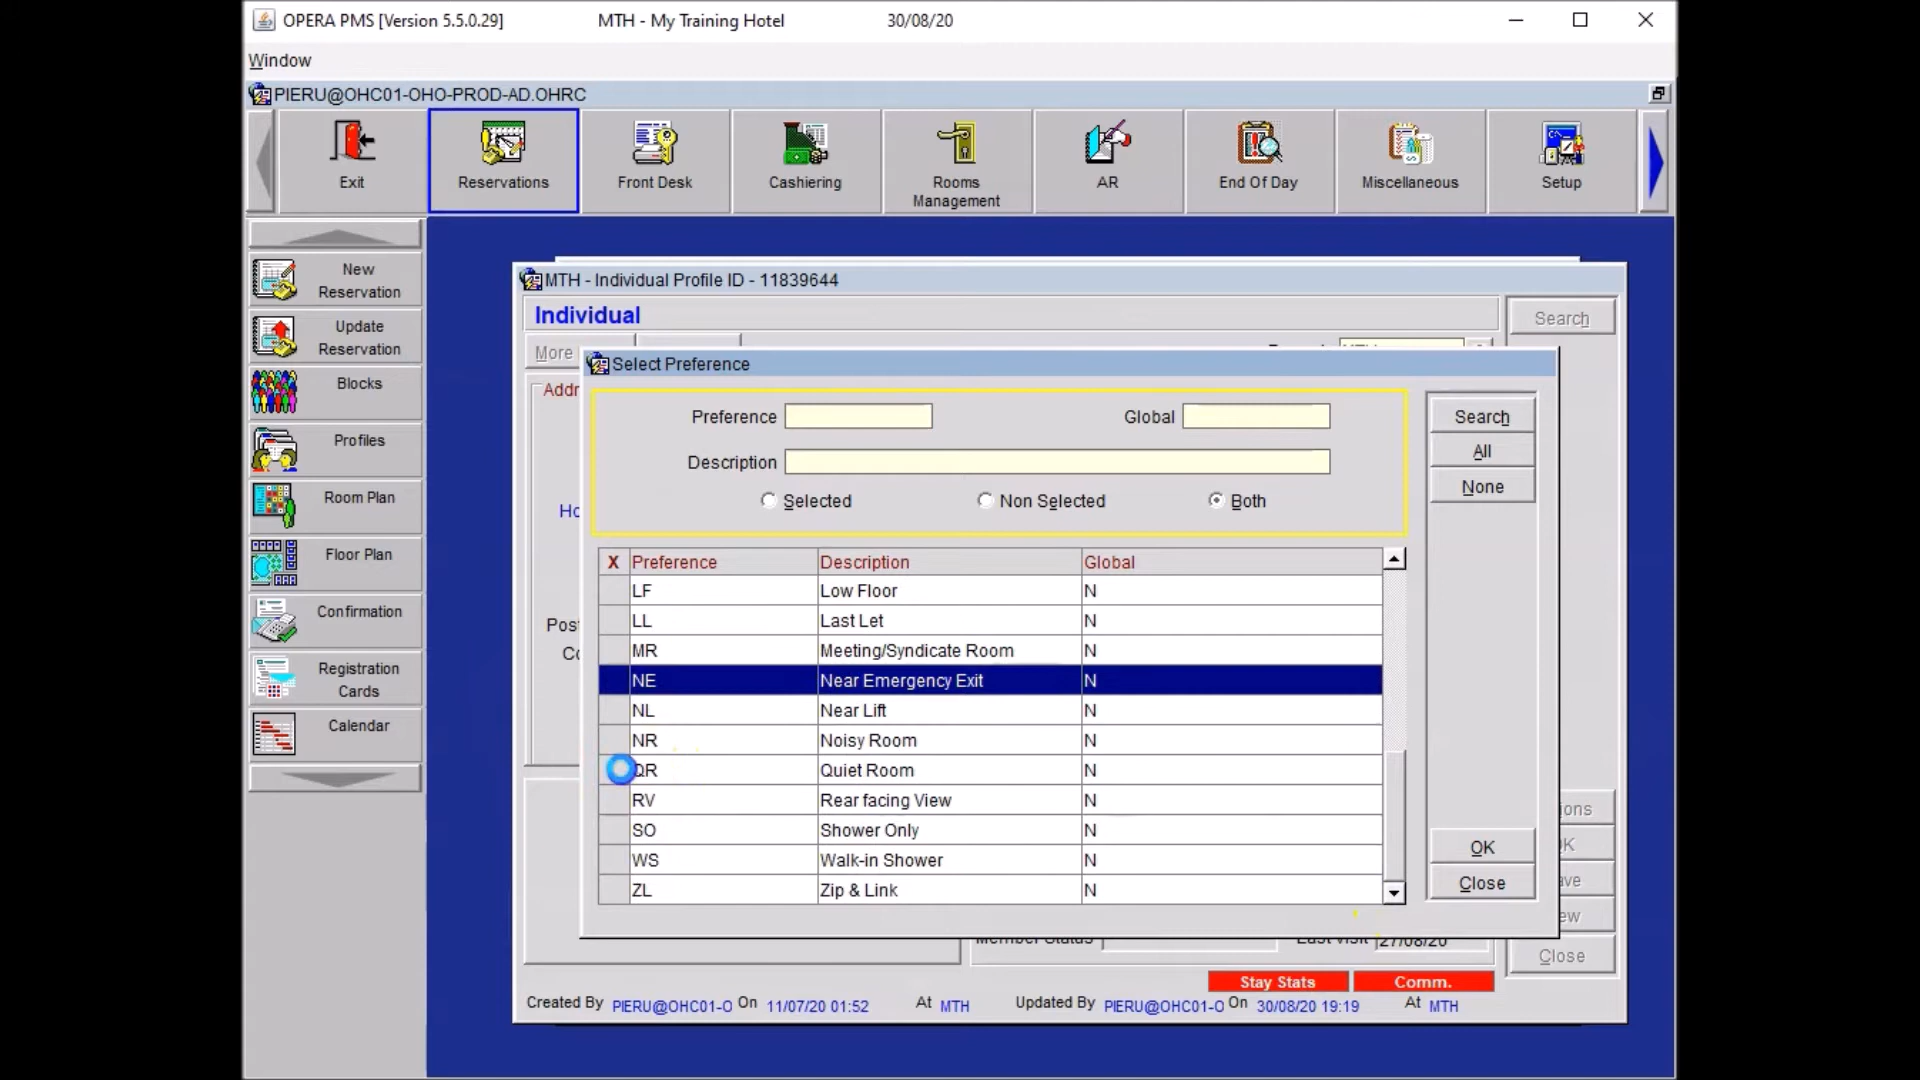 OPERA PMS [Version 5.5.0.29] MTH - My Training Hotel 30/08/20
Window
PIERU@OHC01-OHO-PROD-AD.OHRC
Exit
Reservations
Front Desk
Cashiering
Rooms
Management
AR
End Of Day
Miscellaneous
Setup
New
Reservation
Update
Reservation
Blocks
Profiles
Room Plan
Floor Plan
Confirmation
Registration
Cards
Calendar
MTH - Individual Profile ID - 11839644
Individual
Search
More
Addr
Ho
Post
Co
Select Preference
Preference
Global
Description
Selected Non Selected Both
Search
All
None
X Preference Description Global
LF Low Floor N
LL Last Let N
MR Meeting/Syndicate Room N
NE Near Emergency Exit N
NL Near Lift N
NR Noisy Room N
QR Quiet Room N
RV Rear facing View N
SO Shower Only N
WS Walk-in Shower N
ZL Zip & Link N
OK
Close
ions
K
ave
ew
Close
Member Status Last Visit 27/08/20
Stay Stats Comm.
Created By PIERU@OHC01-O On 11/07/20 01:52 At MTH Updated By PIERU@OHC01-O On 30/08/20 19:19 At MTH